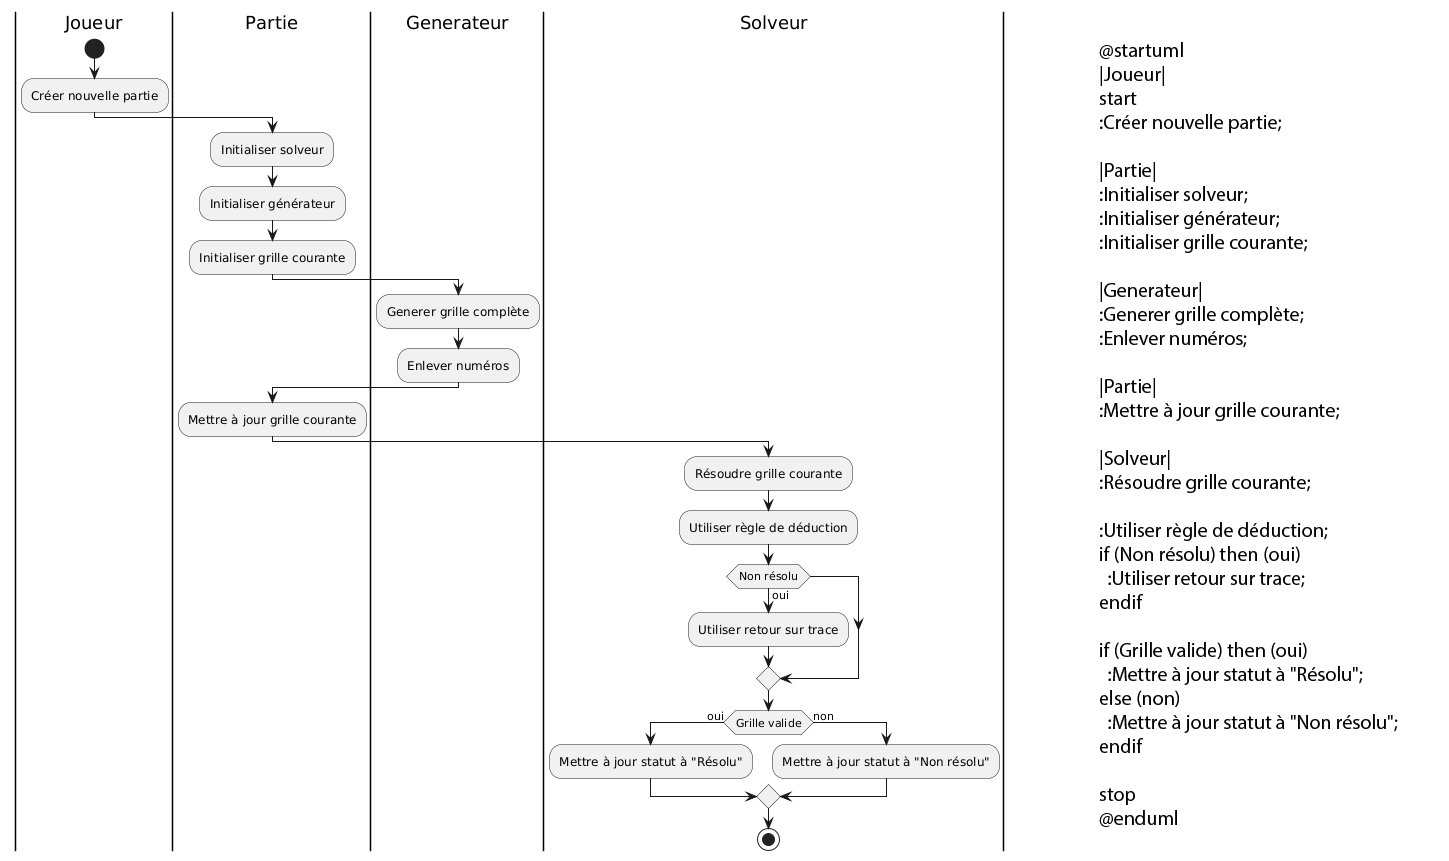 Joueur
Partie
Generateur
Solveur
Créer nouvelle partie
Initialiser solveur
Initialiser générateur
Initialiser grille courante
Generer grille complète
Enlever numéros
Mettre à jour grille courante
Résoudre grille courante
Utiliser règle de déduction
Non résolu
oui
Utiliser retour sur trace
oui
Grille valide
non
Mettre à jour statut à "Résolu"
Mettre à jour statut à "Non résolu"
@startuml
|Joueur|
start
:Créer nouvelle partie;
|Partie|
:Initialiser solveur;
:Initialiser générateur;
:Initialiser grille courante;
|Generateur|
:Generer grille complète;
:Enlever numéros;
|Partie|
:Mettre à jour grille courante;
|Solveur|
:Résoudre grille courante;
:Utiliser règle de déduction;
if (Non résolu) then (oui)
:Utiliser retour sur trace;
endif
if (Grille valide) then (oui)
:Mettre à jour statut à "Résolu";
else (non)
:Mettre à jour statut à "Non résolu";
endif
stop
@enduml